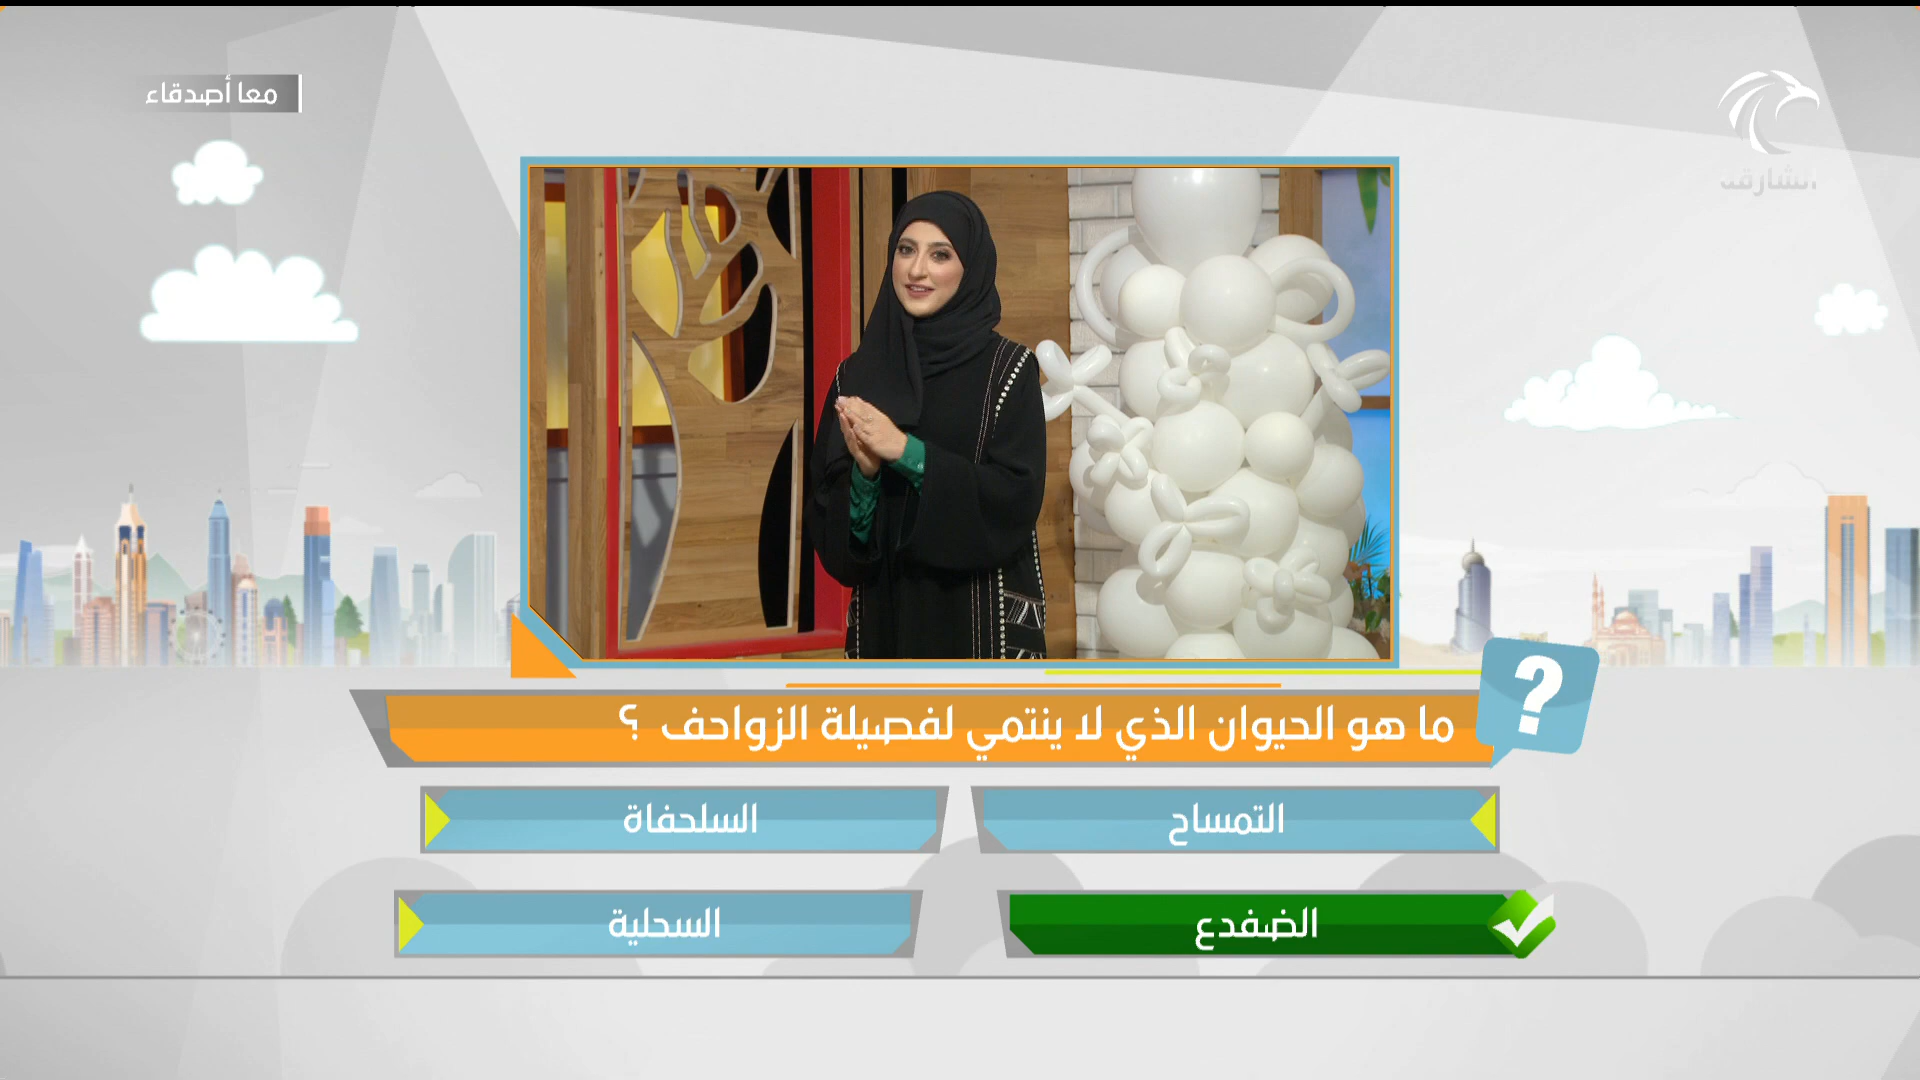 معا أصدقاء
الشارقة
ما هو الحيوان الذي لا ينتمي لفصيلة الزواحف ؟
?
التمساح
السلحفاة
الضفدع
السحلية